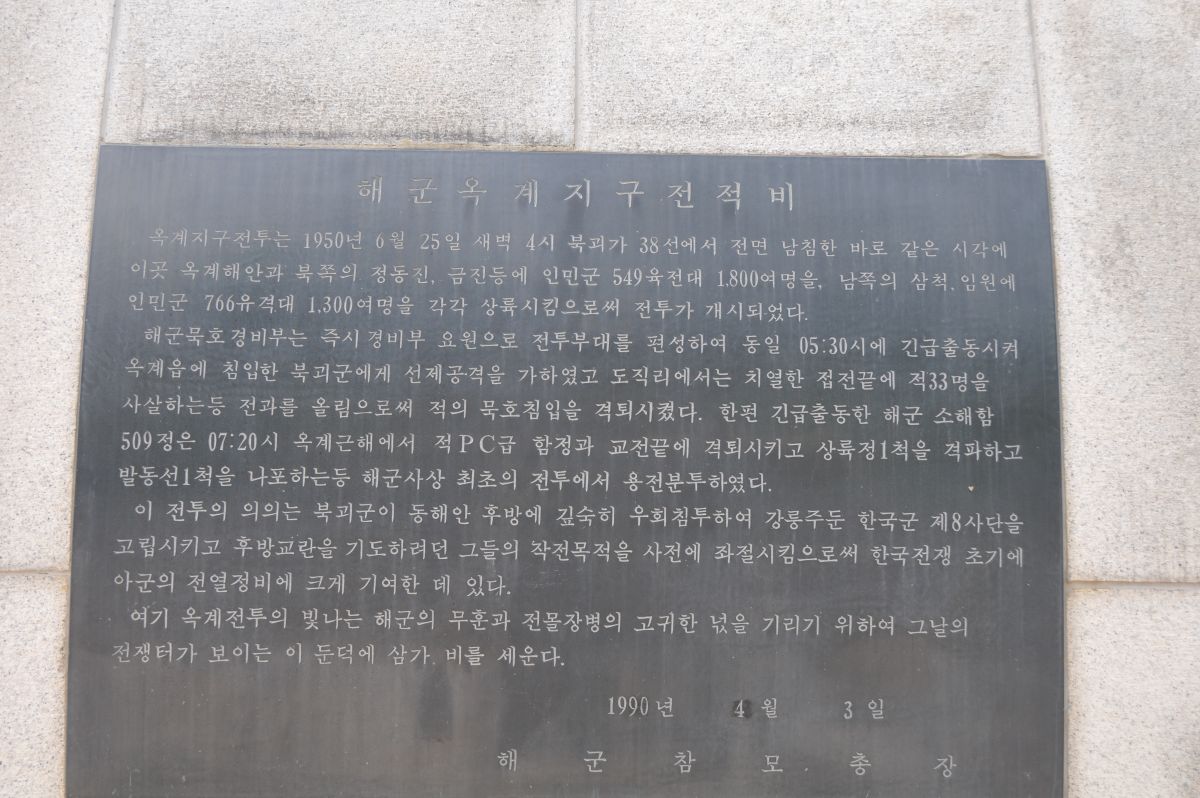 해군옥계지구전적비
옥계지구전투는 1950년 6월 25일 새벽 4시 북괴가 38선에서 전면 남침한 바로 같은 시각에
이곳 옥계해안과 북쪽의 정동진, 금진등에 인민군 549육전대 1,800여명을, 남쪽의 삼척, 임원에
인민군 766유격대 1,300여명을 각각 상륙시킴으로써 전투가 개시되었다.
해군묵호경비부는 즉시경비부 요원으로 전투부대를 편성하여 동일 05:30시에 긴급출동시켜
옥계읍에 침입한 북괴군에게 선제공격을 가하였고 도직리에서는 치열한 접전끝에 적33명을
사살하는등 전과를 올림으로써 적의 묵호침입을 격퇴시켰다. 한편 긴급출동한 해군 소해함
509정은 07:20시 옥계근해에서 적PC급 함정과 교전끝에 격퇴시키고 상륙정1척을 격파하고
발동선1척을 나포하는등 해군사상 최초의 전투에서 용전분투하였다.
이 전투의 의의는 북괴군이 동해안 후방에 깊숙히 우회침투하여 강릉주둔 한국군 제8사단을
고립시키고 후방교란을 기도하려던 그들의 작전목적을 사전에 좌절시킴으로써 한국전쟁 초기에
아군의 전열정비에 크게 기여한 데 있다.
여기 옥계전투의 빛나는 해군의 무훈과 전몰장병의 고귀한 넋을 기리기 위하여 그날의
전쟁터가 보이는 이 둔덕에 삼가 비를 세운다.
1990년 4월 3일
해군참모총장